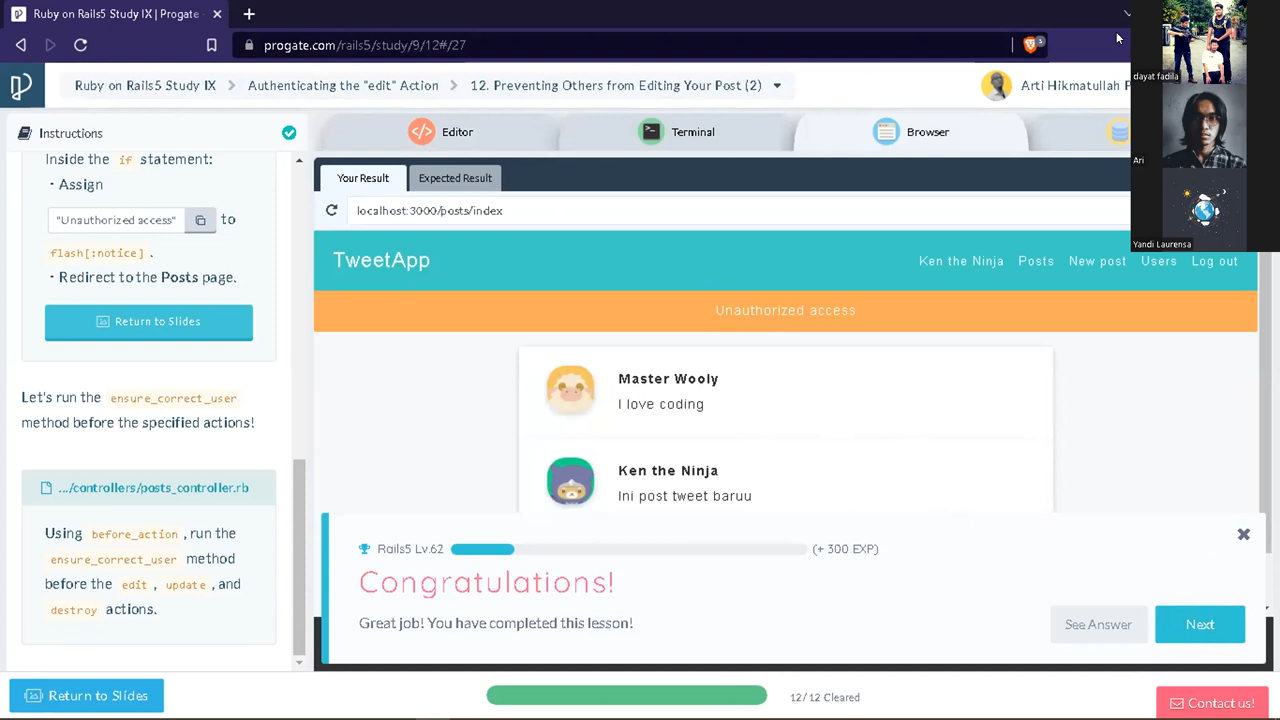 Ruby on Rails5 Study IX | Progate
progate.com/rails5/study/9/12#/27
Ruby on Rails5 Study IX
Authenticating the "edit" Action
12. Preventing Others from Editing Your Post (2)
Arti Hikmatullah P
dayat fadila
Ari
Yandi Laurensa
Instructions
Editor
Terminal
Browser
Inside the if statement:
• Assign
"Unauthorized access" to
flash[:notice] .
• Redirect to the Posts page.
Return to Slides
Let's run the ensure_correct_user
method before the specified actions!
.../controllers/posts_controller.rb
Using before_action , run the
ensure_correct_user method
before the edit , update , and
destroy actions.
Your Result
Expected Result
localhost:3000/posts/index
TweetApp
Ken the Ninja Posts New post Users Log out
Unauthorized access
Master Wooly
I love coding
Ken the Ninja
Ini post tweet baruu
Rails5 Lv.62 (+ 300 EXP)
Congratulations!
Great job! You have completed this lesson!
See Answer
Next
Return to Slides
12/12 Cleared
Contact us!